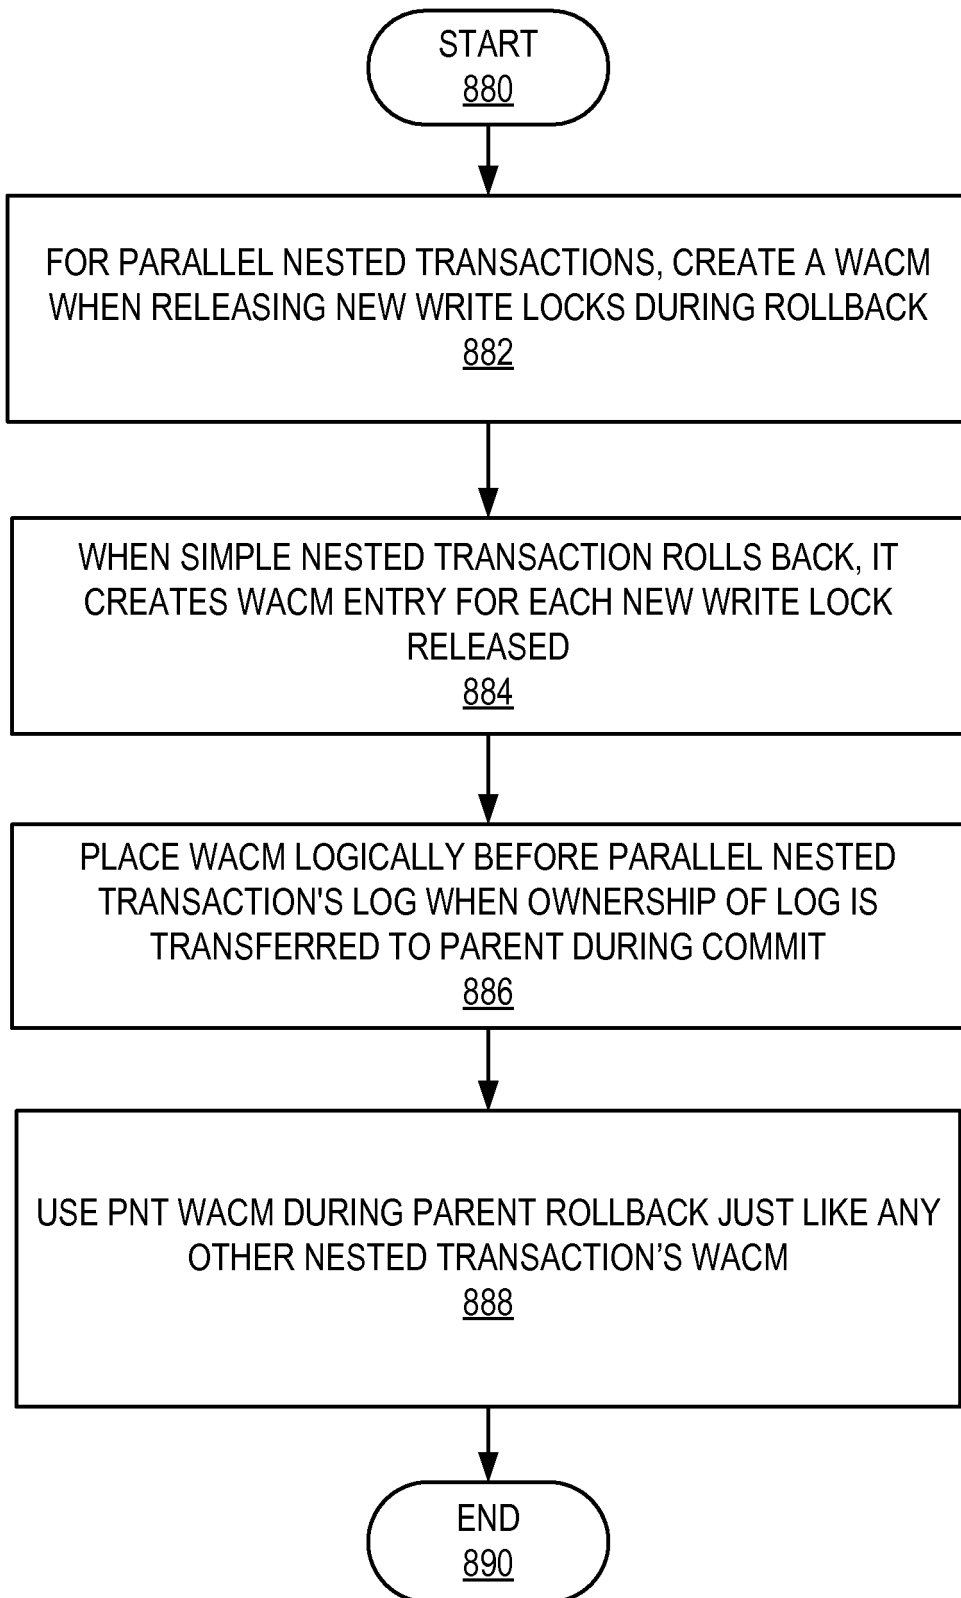 START
880
FOR PARALLEL NESTED TRANSACTIONS, CREATE A WACM
WHEN RELEASING NEW WRITE LOCKS DURING ROLLBACK
882
WHEN SIMPLE NESTED TRANSACTION ROLLS BACK, IT
CREATES WACM ENTRY FOR EACH NEW WRITE LOCK
RELEASED
884
PLACE WACM LOGICALLY BEFORE PARALLEL NESTED
TRANSACTION'S LOG WHEN OWNERSHIP OF LOG IS
TRANSFERRED TO PARENT DURING COMMIT
886
USE PNT WACM DURING PARENT ROLLBACK JUST LIKE ANY
OTHER NESTED TRANSACTION’S WACM
888
END
890